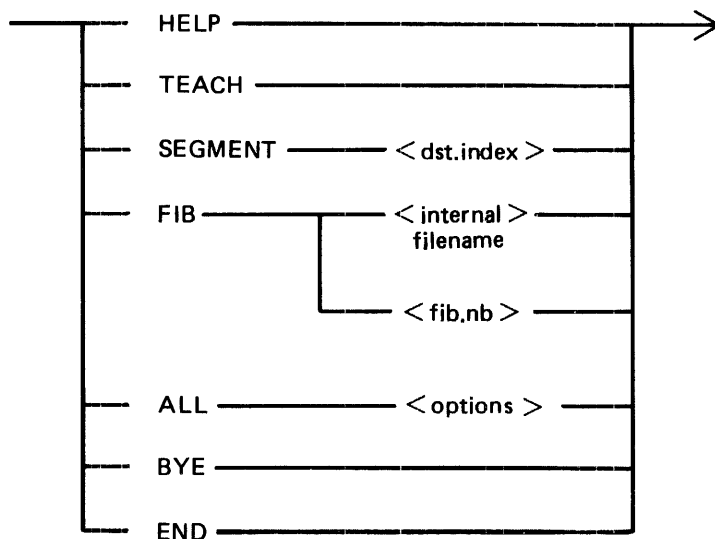 HELP
TEACH
SEGMENT <dst.index>
FIB <internal>
filename
<fib.nb>
ALL <options>
BYE
END